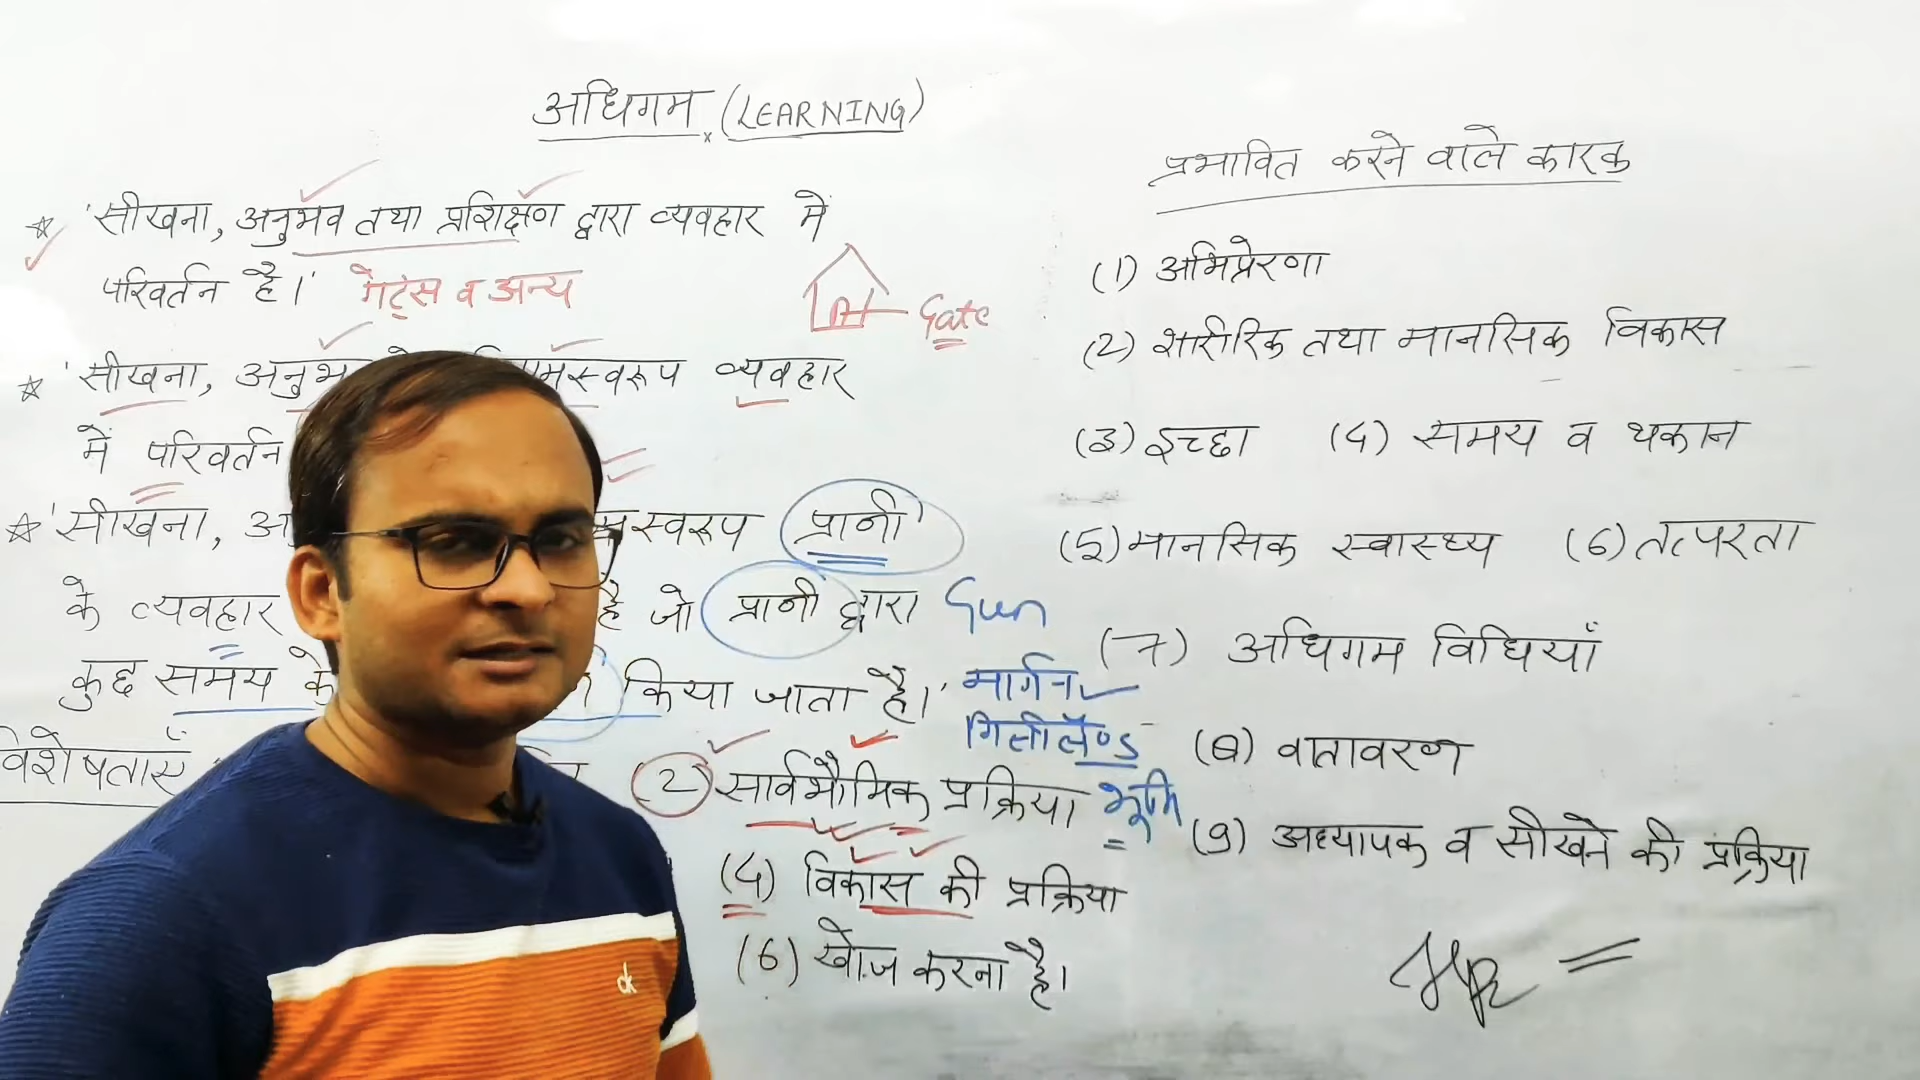 अधिगम (LEARNING)
'सीखना, अनुभव तथा प्रशिक्षण द्वारा व्यवहार में
परिवर्तन है।' गेट्स व अन्य
Gate
'सीखना, व्यवहार
में परिवर्तन
'सीखना, स्वरूप प्रानी'
के व्यवहार है जो प्रानी द्वारा Gun
कुछ समय के किया जाता है।' मार्गन
गिलीलैण्ड
विशेषताएँ
(2) सार्वभौमिक प्रक्रिया भूमि
(4) विकास की प्रक्रिया
(6) खोज करना है।
प्रभावित करने वाले कारक
(1) अभिप्रेरणा
(2) शारीरिक तथा मानसिक विकास
(3) इच्छा (4) समय व थकान
(5) मानसिक स्वास्थ्य (6) तत्परता
(7) अधिगम विधियाँ
(8) वातावरण
(9) अध्यापक व सीखने की प्रक्रिया
dk